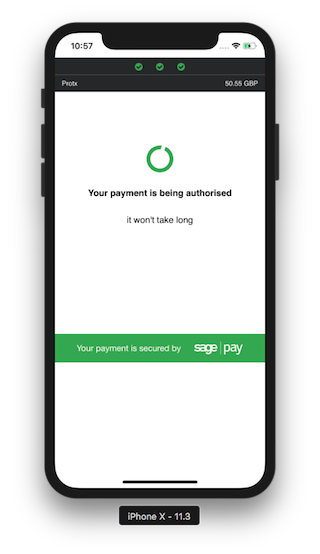 10:57
Protx 50.55 GBP
Your payment is being authorised
it won't take long
Your payment is secured by sage pay
iPhone X - 11.3